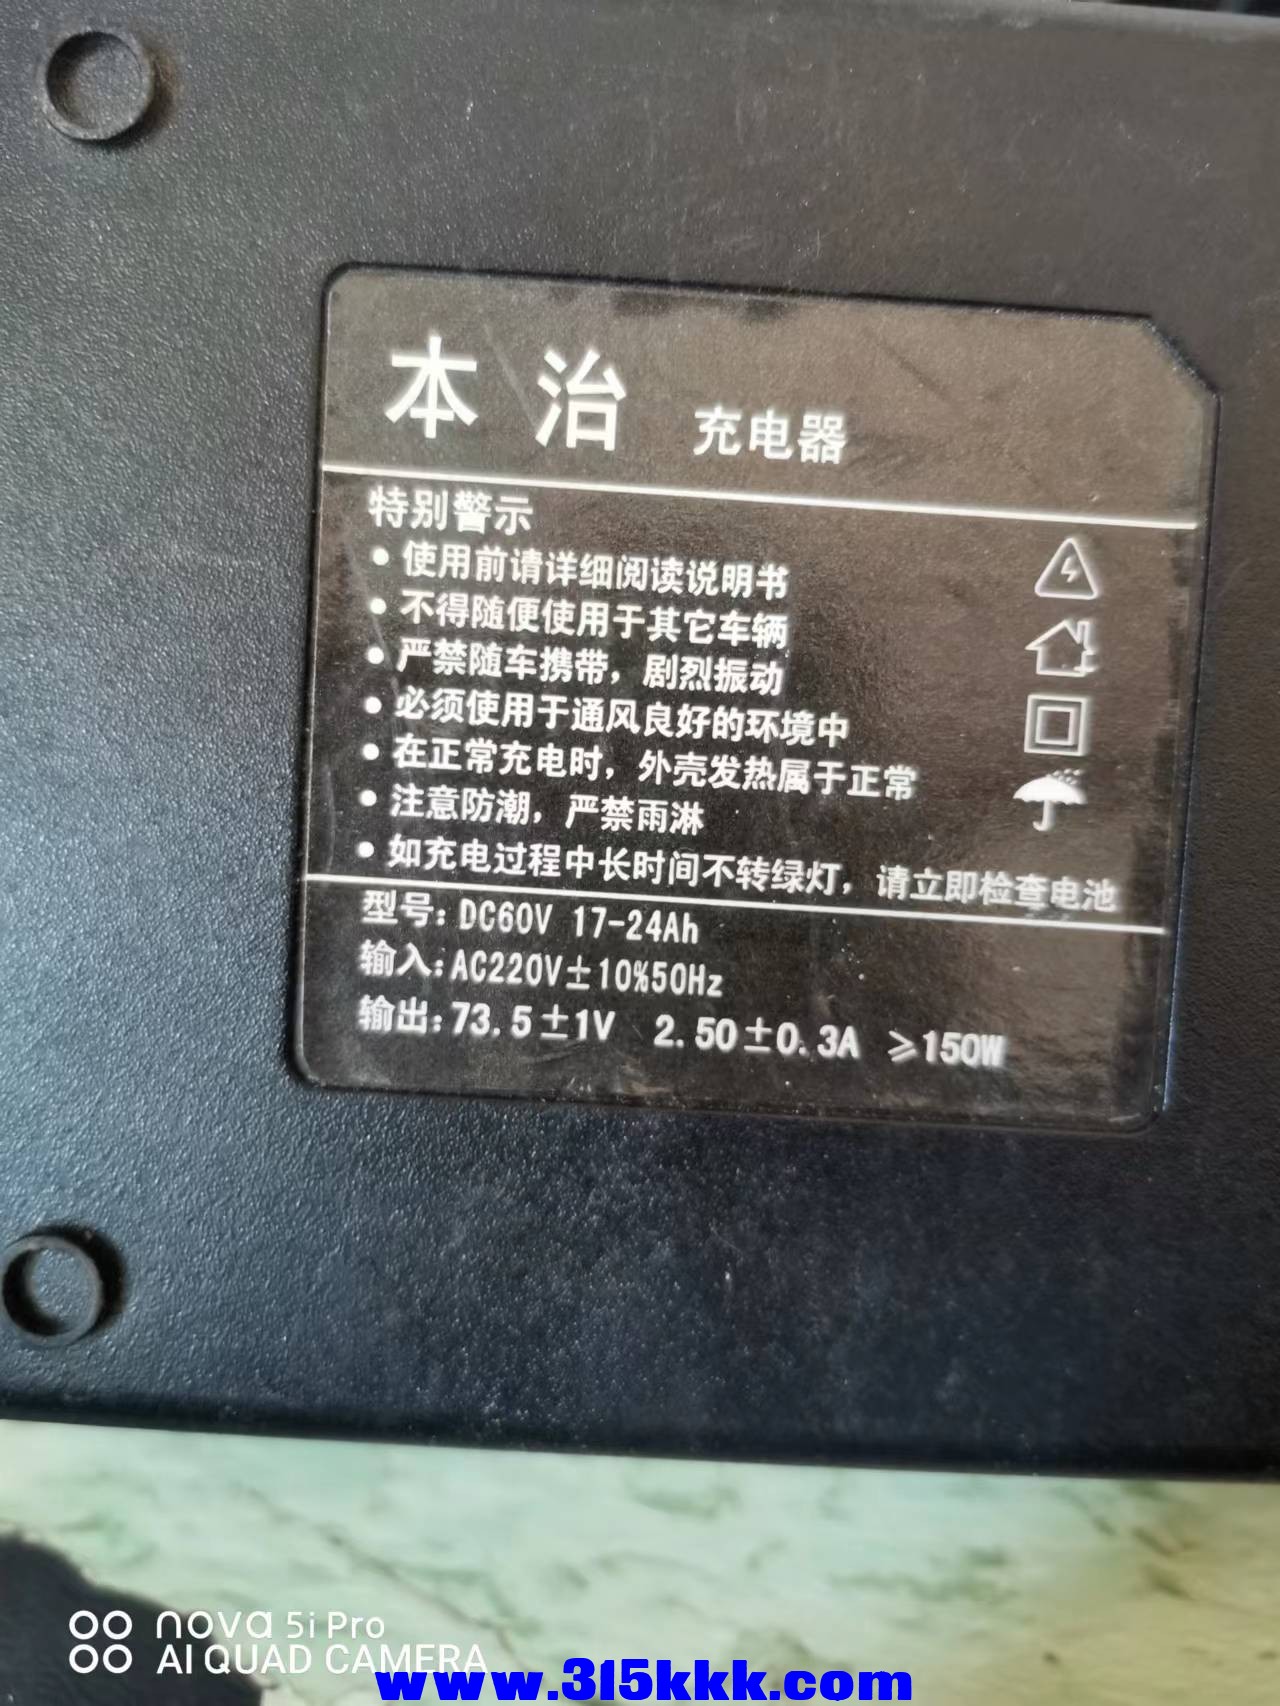 本治 充电器
特别警示
• 使用前请详细阅读说明书
• 不得随便使用于其它车辆
• 严禁随车携带，剧烈振动
• 必须使用于通风良好的环境中
• 在正常充电时，外壳发热属于正常
• 注意防潮，严禁雨淋
• 如充电过程中长时间不转绿灯，请立即检查电池
型号: DC60V 17-24Ah
输入: AC220V±10%50Hz
输出: 73.5±1V 2.50±0.3A ≥150W
nova 5i Pro
AI QUAD CAMERA
www.315kkk.com